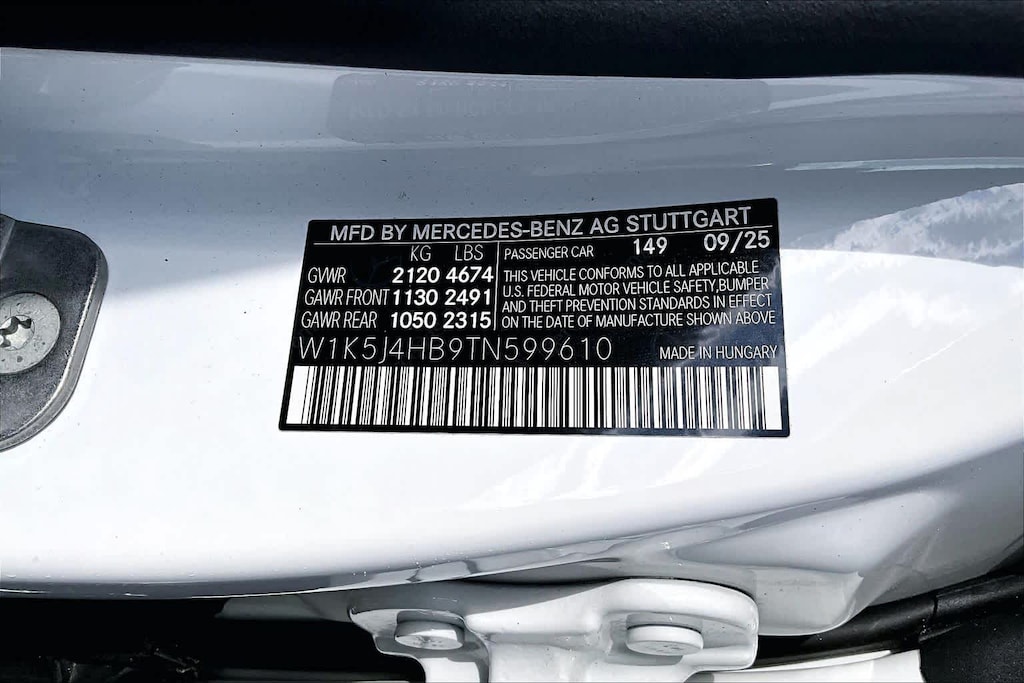 MFD BY MERCEDES-BENZ AG STUTTGART
KG LBS
GVWR 2120 4674
GAWR FRONT 1130 2491
GAWR REAR 1050 2315
PASSENGER CAR 149 09/25
THIS VEHICLE CONFORMS TO ALL APPLICABLE
U.S. FEDERAL MOTOR VEHICLE SAFETY,BUMPER
AND THEFT PREVENTION STANDARDS IN EFFECT
ON THE DATE OF MANUFACTURE SHOWN ABOVE
W1K5J4HB9TN599610
MADE IN HUNGARY